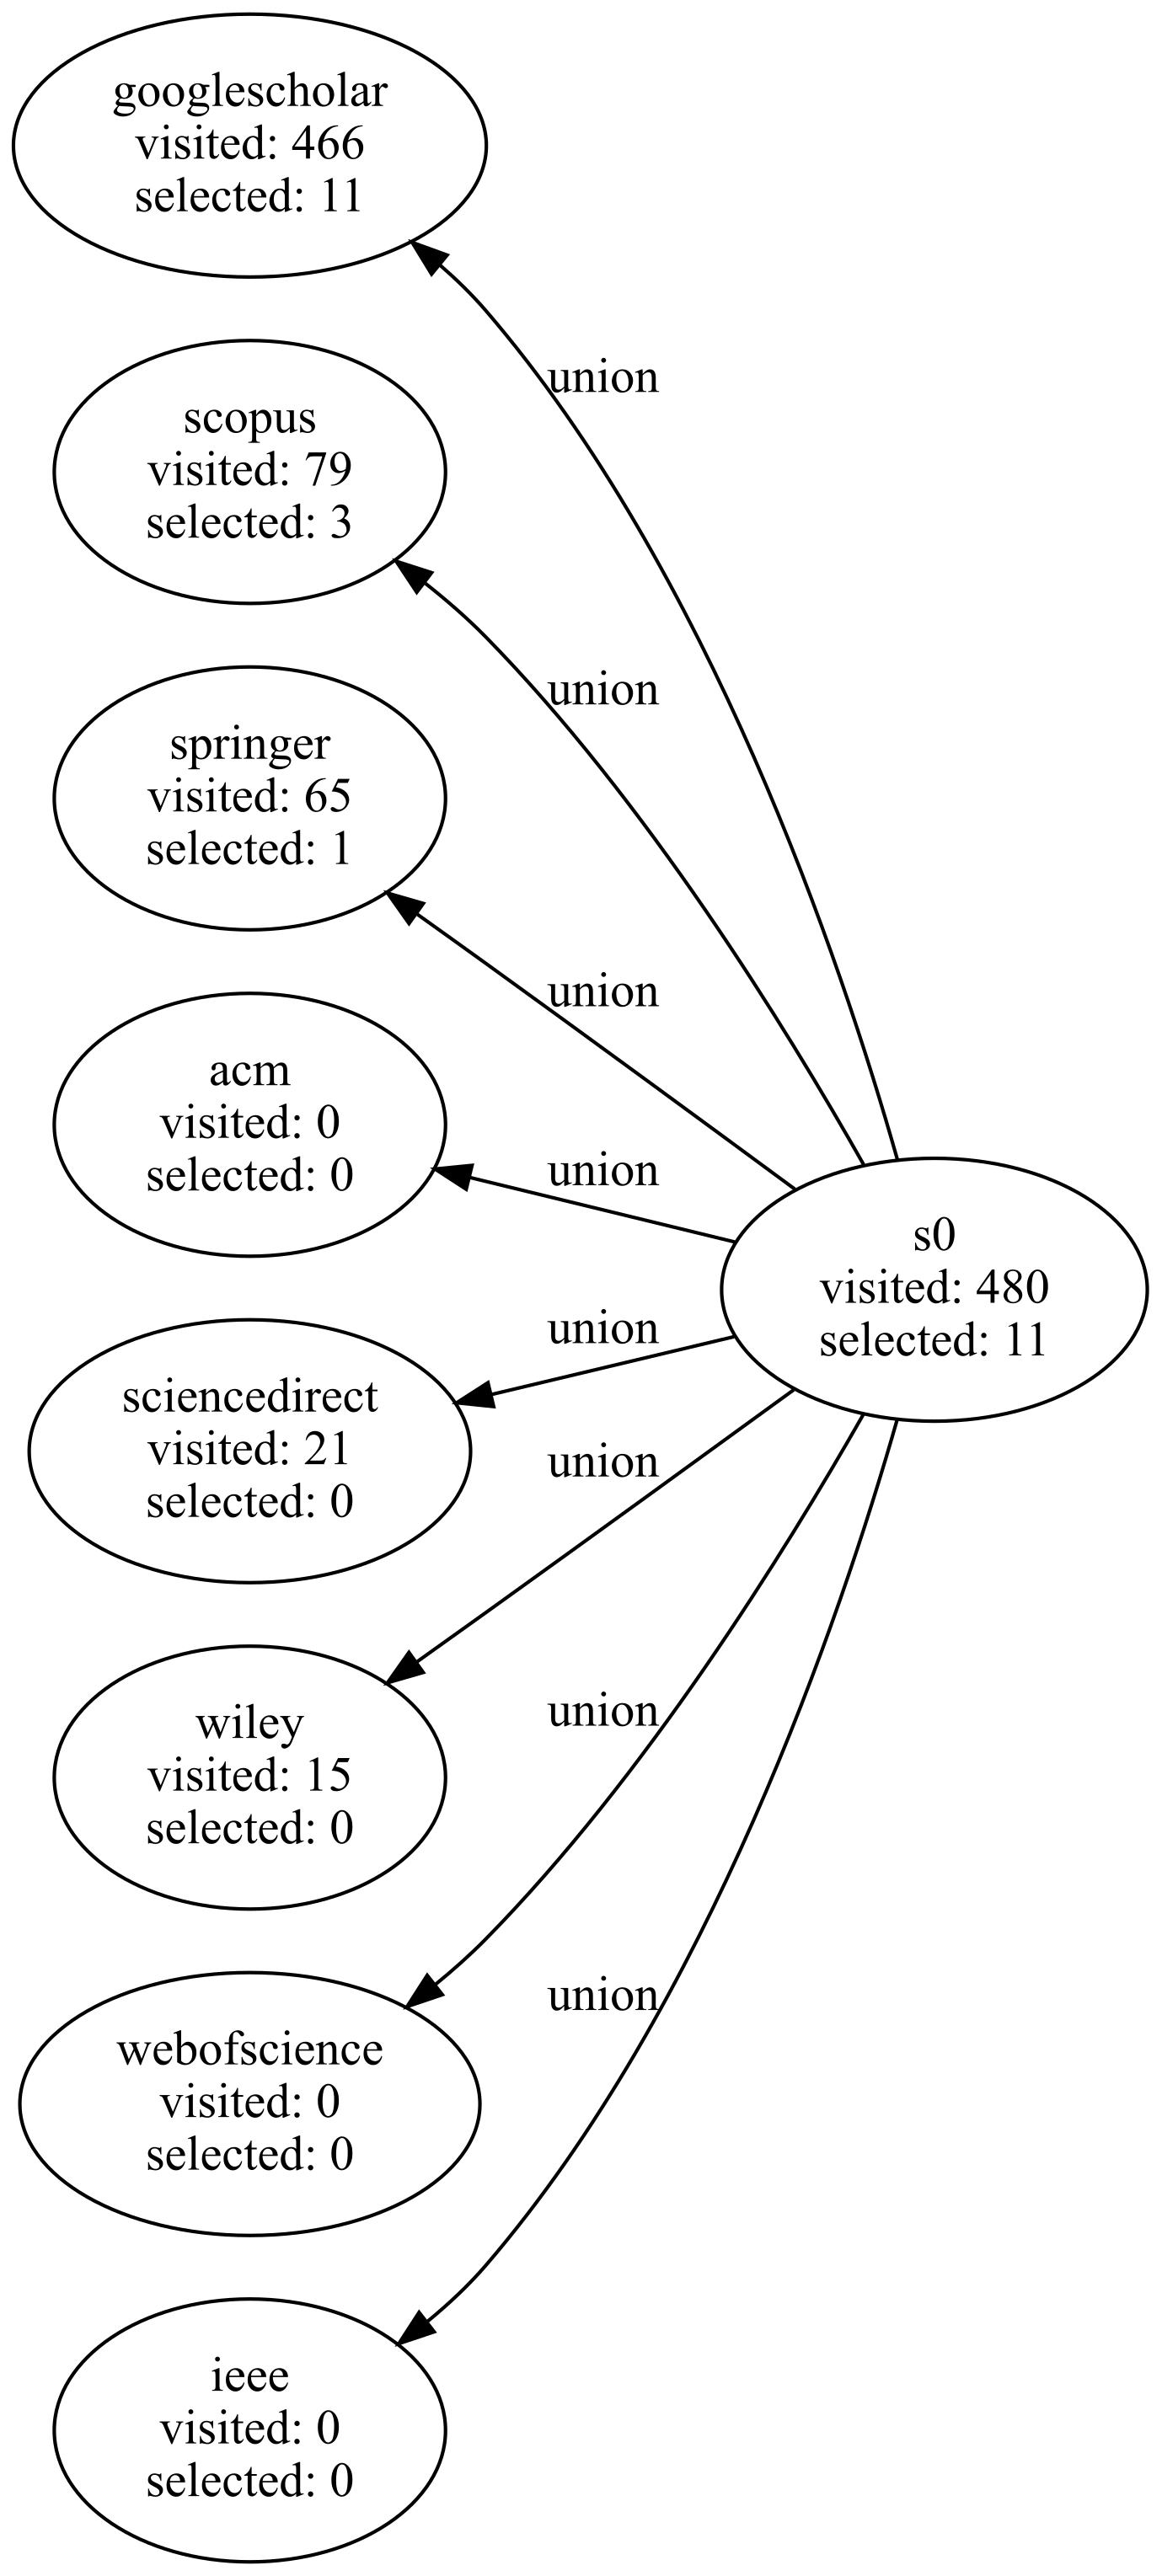 googlescholar
visited: 466
selected: 11
union
scopus
visited: 79
selected: 3
union
springer
visited: 65
selected: 1
union
acm
visited: 0
selected: 0
union
s0
visited: 480
selected: 11
union
sciencedirect
visited: 21
selected: 0
union
wiley
visited: 15
selected: 0
union
webofscience
visited: 0
selected: 0
union
ieee
visited: 0
selected: 0